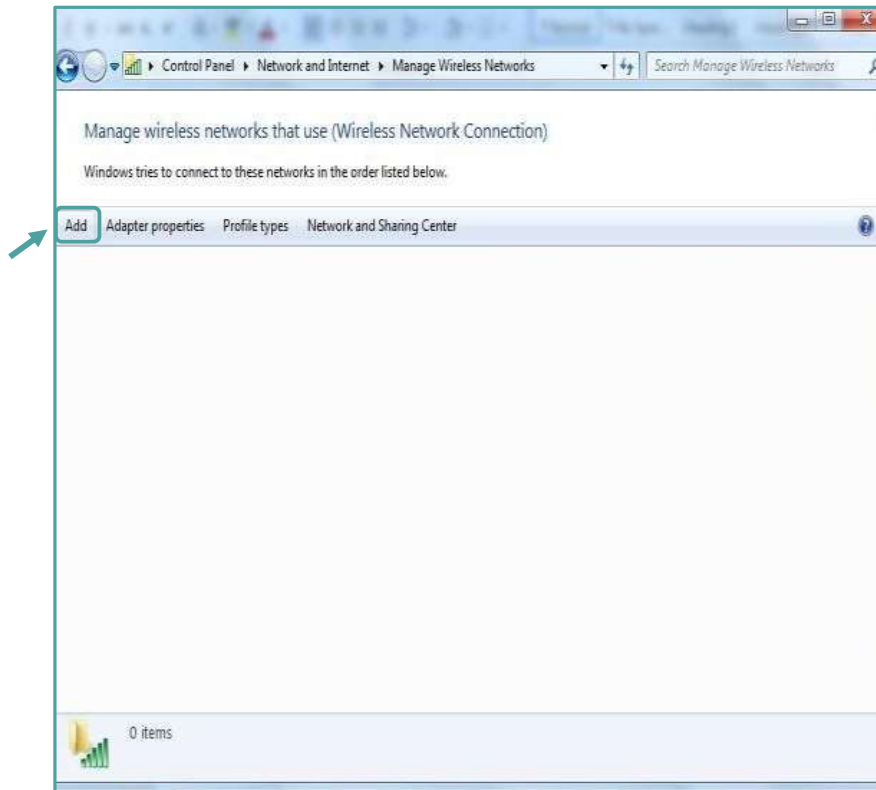 Control Panel Network and Internet Manage Wireless Networks Search Manage Wireless Networks
Manage wireless networks that use (Wireless Network Connection)
Windows tries to connect to these networks in the order listed below.
Add Adapter properties Profile types Network and Sharing Center
0 items